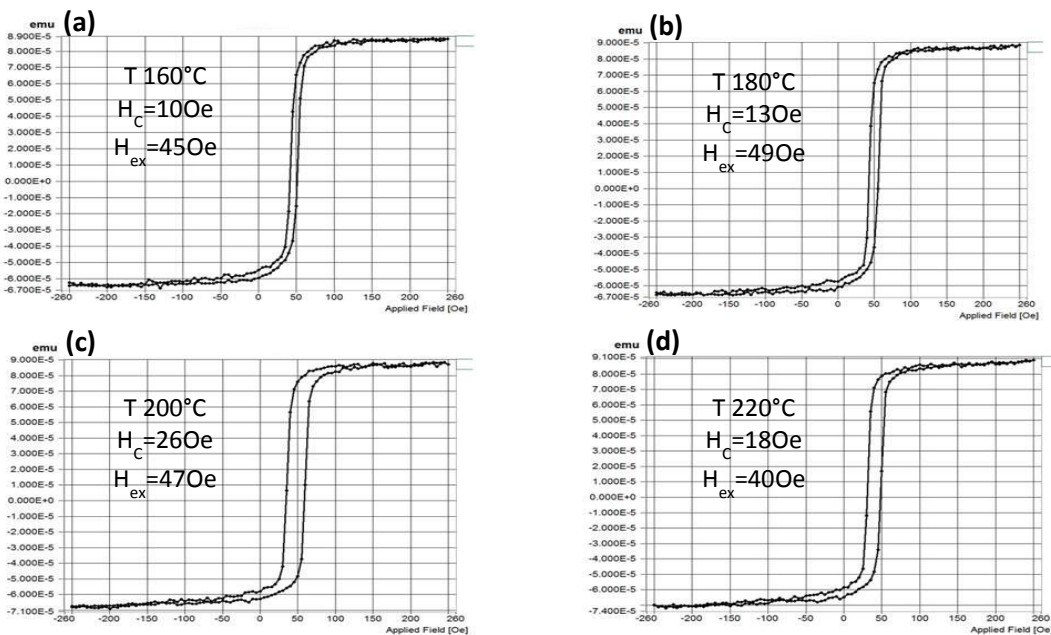 emu (a)
8.900E-5
8.000E-5
7.000E-5
6.000E-5
5.000E-5
4.000E-5
3.000E-5
2.000E-5
1.000E-5
0.000E+0
-1.000E-5
-2.000E-5
-3.000E-5
-4.000E-5
-5.000E-5
-6.000E-5
-6.700E-5
T 160°C
H_C=10Oe
H_ex=45Oe
-260 -200 -150 -100 -50 0 50 100 150 200 260
Applied Field [Oe]
emu (b)
9.000E-5
8.000E-5
7.000E-5
6.000E-5
5.000E-5
4.000E-5
3.000E-5
2.000E-5
1.000E-5
0.000E+0
-1.000E-5
-2.000E-5
-3.000E-5
-4.000E-5
-5.000E-5
-6.000E-5
-6.700E-5
T 180°C
H_C=13Oe
H_ex=49Oe
-260 -200 -150 -100 -50 0 50 100 150 200 260
Applied Field [Oe]
emu (c)
9.000E-5
8.000E-5
7.000E-5
6.000E-5
5.000E-5
4.000E-5
3.000E-5
2.000E-5
1.000E-5
0.000E+0
-1.000E-5
-2.000E-5
-3.000E-5
-4.000E-5
-5.000E-5
-6.000E-5
-7.100E-5
T 200°C
H_C=26Oe
H_ex=47Oe
-260 -200 -150 -100 -50 0 50 100 150 200 260
Applied Field [Oe]
emu (d)
9.100E-5
8.000E-5
7.000E-5
6.000E-5
5.000E-5
4.000E-5
3.000E-5
2.000E-5
1.000E-5
0.000E+0
-1.000E-5
-2.000E-5
-3.000E-5
-4.000E-5
-5.000E-5
-6.000E-5
-7.400E-5
T 220°C
H_C=18Oe
H_ex=40Oe
-260 -200 -150 -100 -50 0 50 100 150 200 260
Applied Field [Oe]